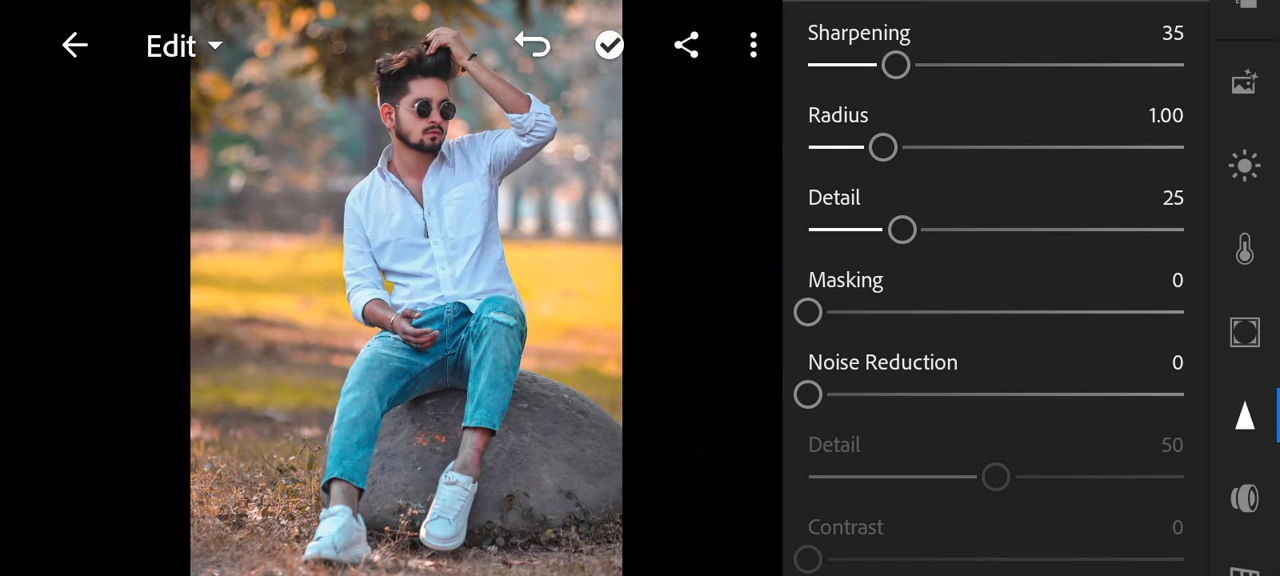 Edit
Sharpening 35
Radius 1.00
Detail 25
Masking 0
Noise Reduction 0
Detail 50
Contrast 0